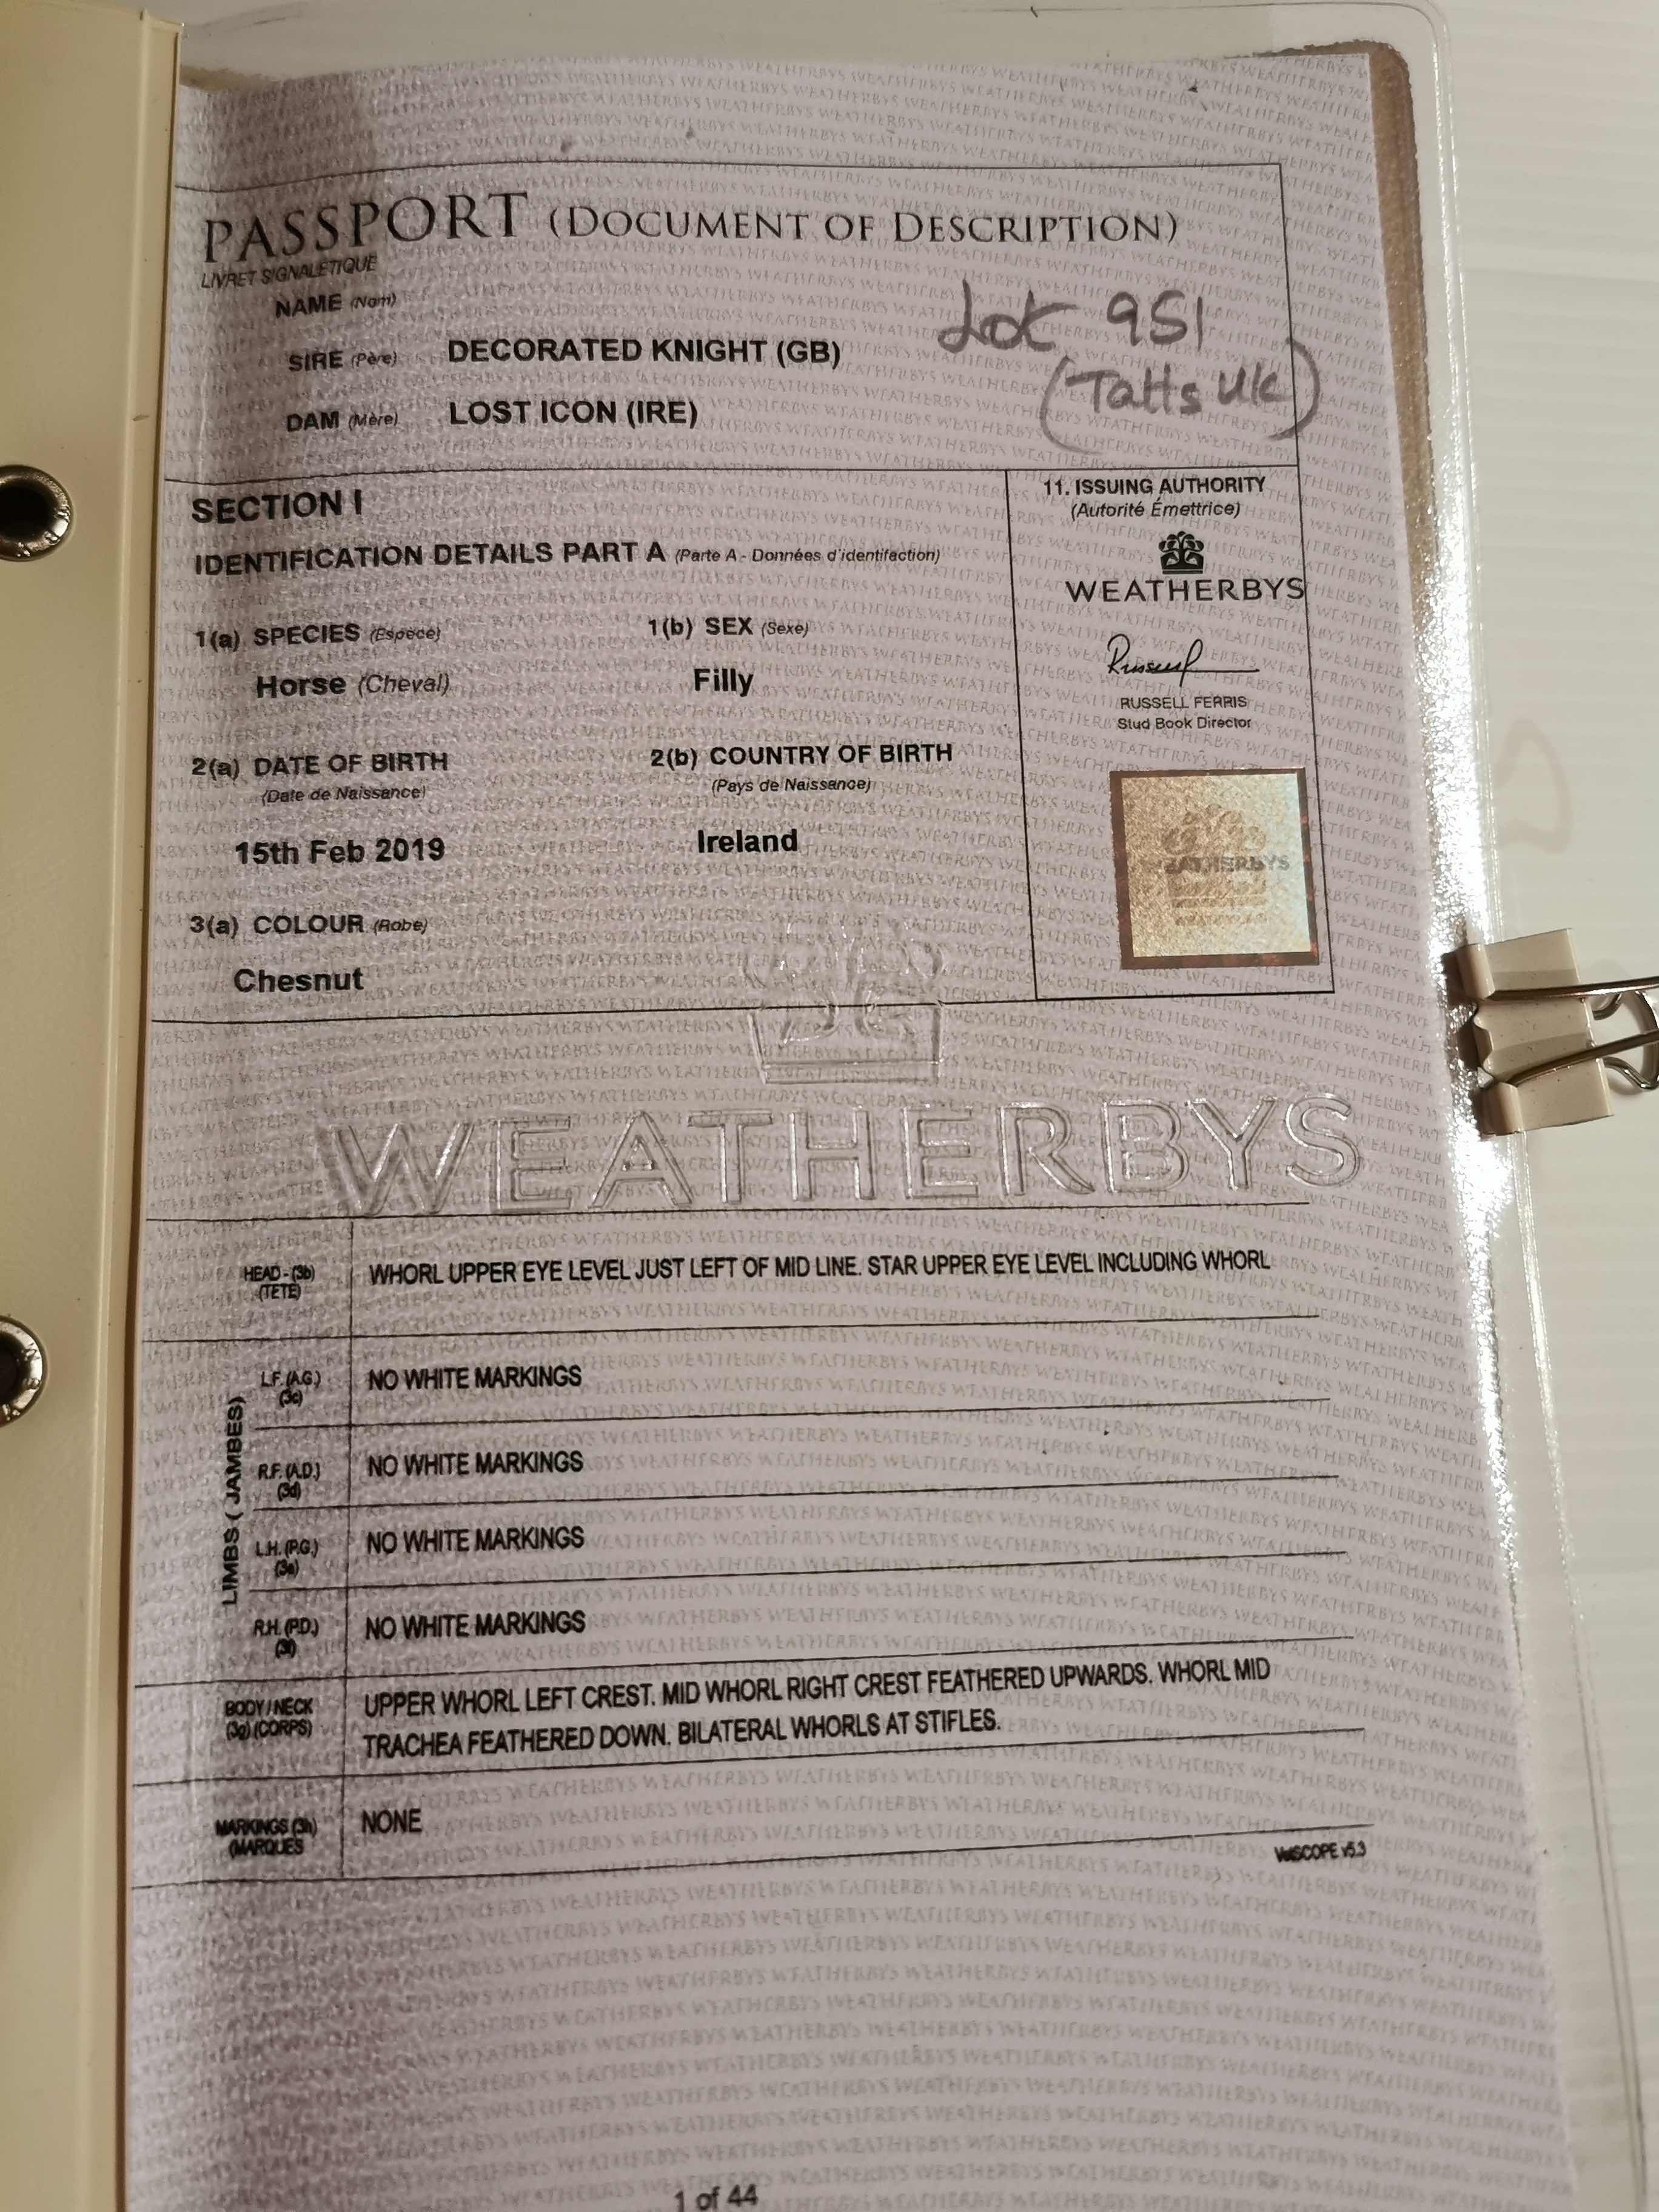 PASSPORT (DOCUMENT OF DESCRIPTION)
LIVRET SIGNALETIQUE
NAME (Nom)
Lot 951
(Tatts UK)
SIRE (Père) DECORATED KNIGHT (GB)
DAM (Mère) LOST ICON (IRE)
SECTION I
IDENTIFICATION DETAILS PART A (Parte A - Données d'identifaction)
1(a) SPECIES (Espèce) 1(b) SEX (Sexe)
Horse (Cheval) Filly
2(a) DATE OF BIRTH 2(b) COUNTRY OF BIRTH
(Date de Naissance) (Pays de Naissance)
15th Feb 2019 Ireland
3(a) COLOUR (Robe)
Chesnut
11. ISSUING AUTHORITY
(Autorité Émettrice)
WEATHERBYS
RUSSELL FERRIS
Stud Book Director
WEATHERBYS
WEATHERBYS
HEAD - (3b) WHORL UPPER EYE LEVEL JUST LEFT OF MID LINE. STAR UPPER EYE LEVEL INCLUDING WHORL
(TETE)
LIMBS ( JAMBES)
L.F. (A.G.) NO WHITE MARKINGS
(3c)
R.F. (A.D.) NO WHITE MARKINGS
(3d)
L.H. (P.G.) NO WHITE MARKINGS
(3e)
R.H. (P.D.) NO WHITE MARKINGS
(3f)
BODY / NECK UPPER WHORL LEFT CREST. MID WHORL RIGHT CREST FEATHERED UPWARDS. WHORL MID
(3g) (CORPS) TRACHEA FEATHERED DOWN. BILATERAL WHORLS AT STIFLES.
MARKINGS (3h) NONE
(MARQUES
VetSCOPE v5.3
1 of 44